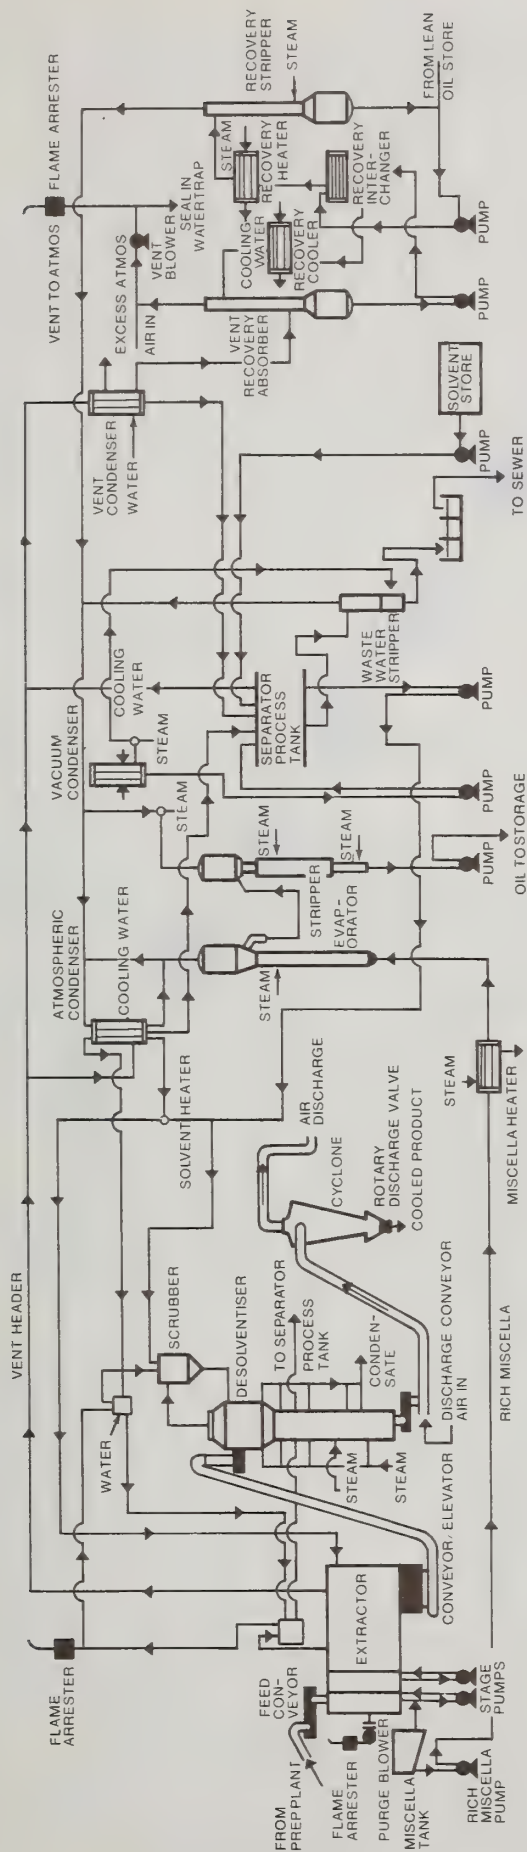 FLAME
ARRESTER
FROM
PREP PLANT
FEED
CON-
VEYOR
FLAME
ARRESTER
PURGE BLOWER
MISCELLA
TANK
RICH
MISCELLA
PUMP
STAGE
PUMPS
EXTRACTOR
CONVEYOR/ELEVATOR
VENT HEADER
WATER
SCRUBBER
DESOLVENTISER
TO SEPARATOR
PROCESS
TANK
CONDEN-
SATE
STEAM
STEAM
DISCHARGE CONVEYOR
AIR IN
RICH MISCELLA
SOLVENT HEATER
AIR
DISCHARGE
CYCLONE
ROTARY
DISCHARGE VALVE
COOLED PRODUCT
STEAM
MISCELLA HEATER
ATMOSPHERIC
CONDENSER
COOLING WATER
STEAM
EVAP-
ORATOR
STRIPPER
STEAM
STEAM
STEAM
PUMP
OIL TO STORAGE
VACUUM
CONDENSER
STEAM
COOLING
WATER
SEPARATOR
PROCESS
TANK
PUMP
PUMP
WASTE
WATER
STRIPPER
TO SEWER
PUMP
SOLVENT
STORE
VENT
CONDENSER
WATER
VENT TO ATMOS
FLAME ARRESTER
EXCESS ATMOS
AIR IN
VENT
BLOWER
SEAL IN
WATERTRAP
VENT
RECOVERY
ABSORBER
COOLING
WATER
RECOVERY
COOLER
STEAM
RECOVERY
HEATER
RECOVERY
INTER-
CHANGER
PUMP
PUMP
RECOVERY
STRIPPER
STEAM
FROM LEAN
OIL STORE